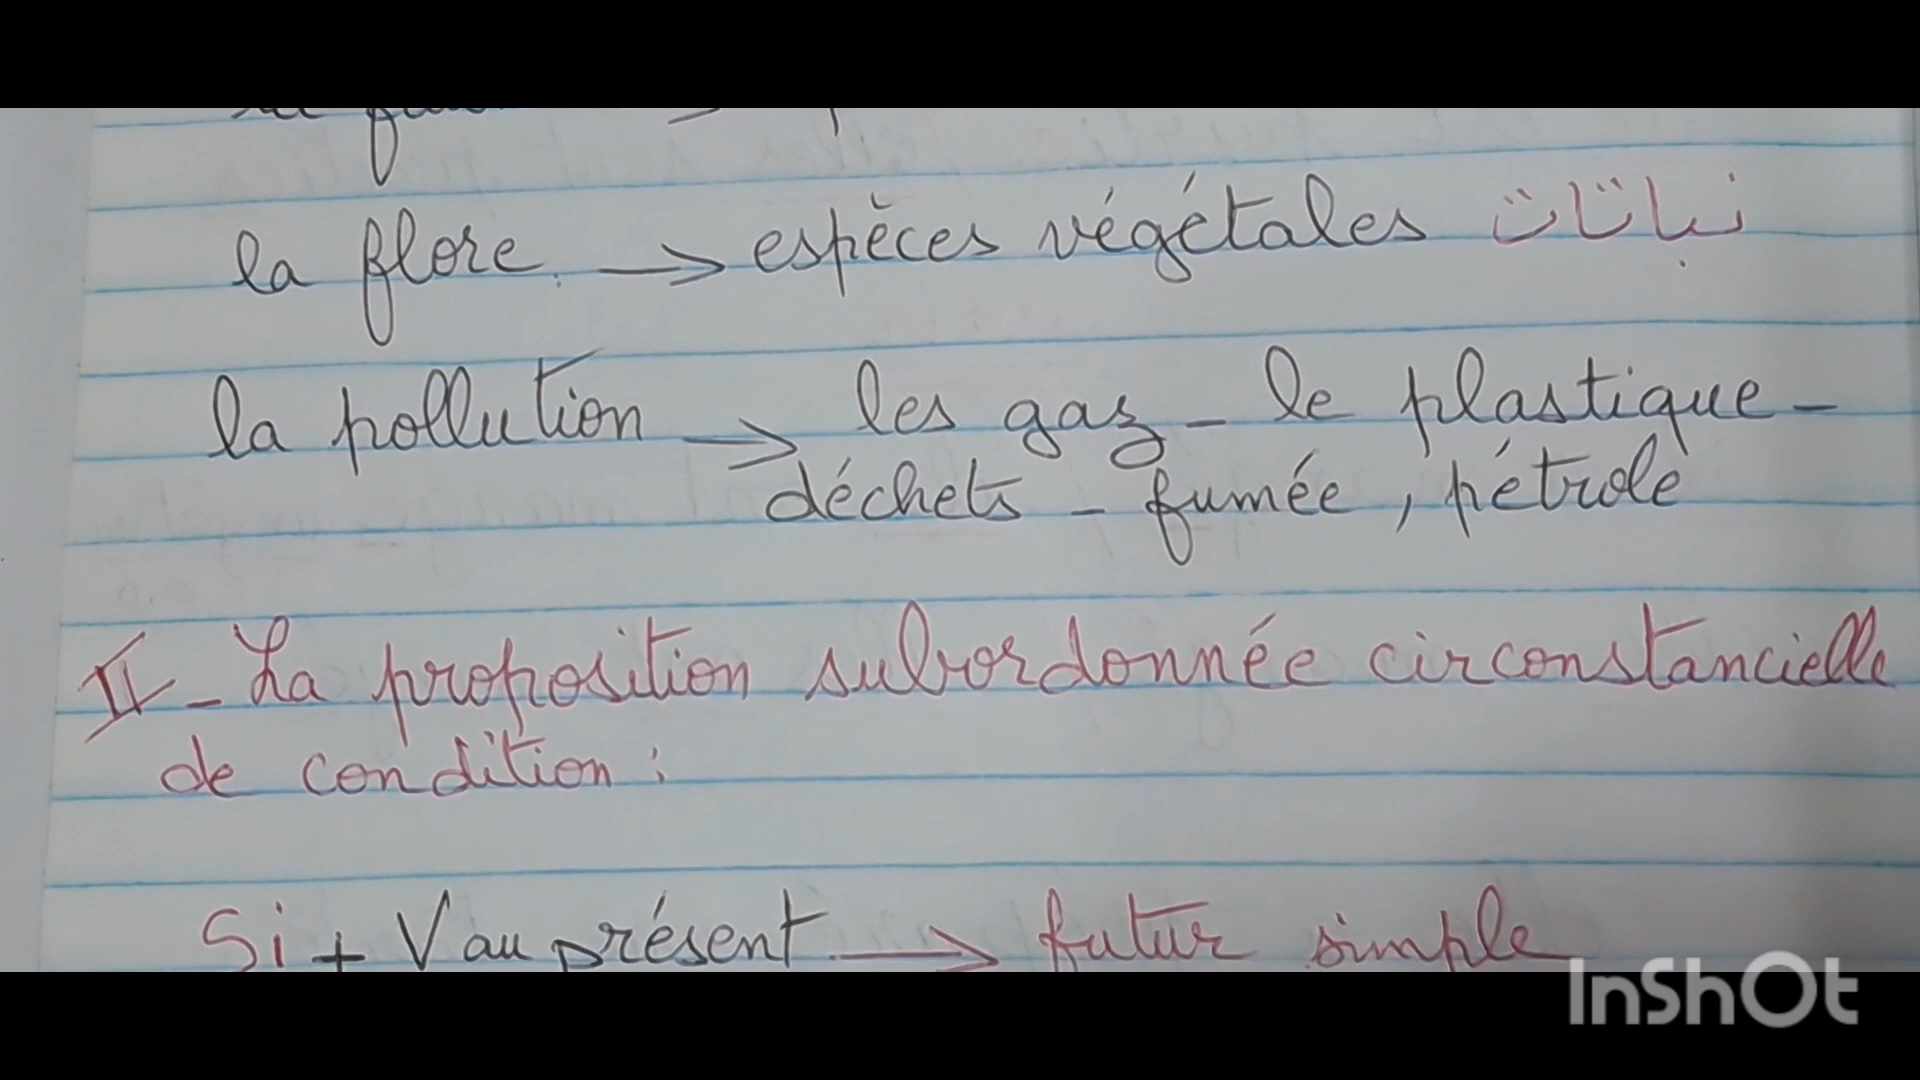 la flore → espèces végétales نباتات
la pollution → les gaz - le plastique -
déchets - fumée, pétrole
II - La proposition subordonnée circonstancielle
de condition :
Si + V au présent → futur simple
InShOt